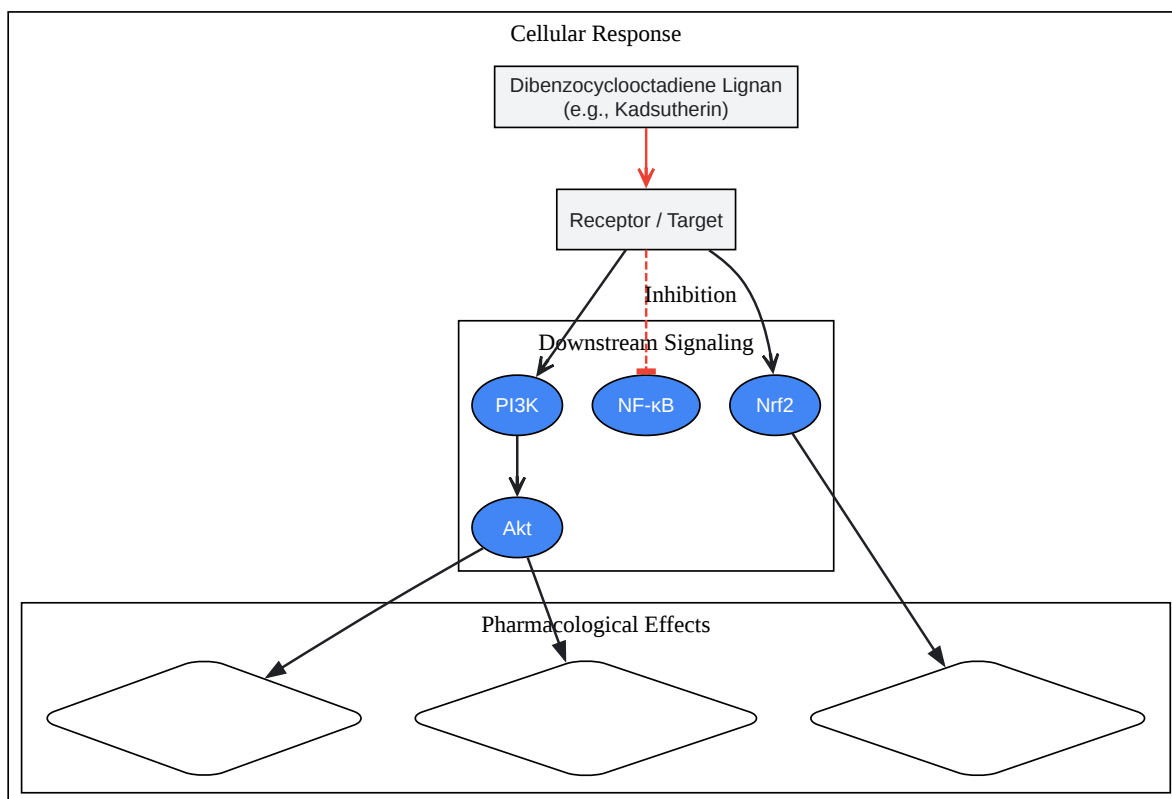 Cellular Response
Dibenzocyclooctadiene Lignan
(e.g., Kadsutherin)
Receptor / Target
Inhibition
Downstream Signaling
PI3K
NF-κB
Nrf2
Akt
Pharmacological Effects